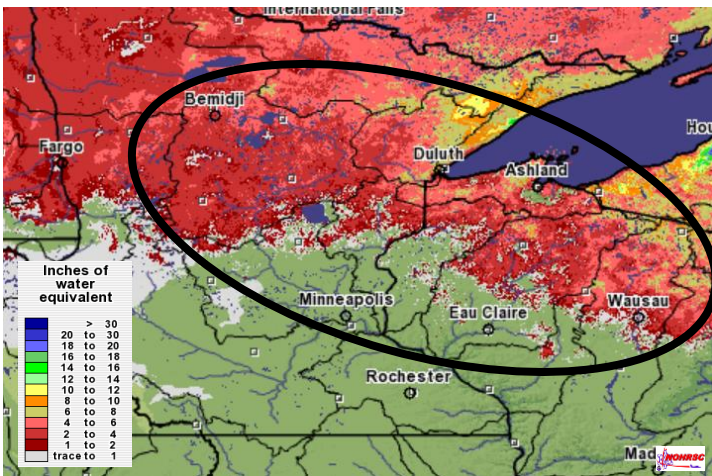 International Falls
Bemidji
Fargo
Duluth
Hou
Ashland
Inches of
water
equivalent
> 30
20 to 30
18 to 20
16 to 18
14 to 16
12 to 14
10 to 12
8 to 10
6 to 8
4 to 6
2 to 4
1 to 2
trace to 1
Minneapolis
Eau Claire
Wausau
Rochester
Mad
NOHRSC